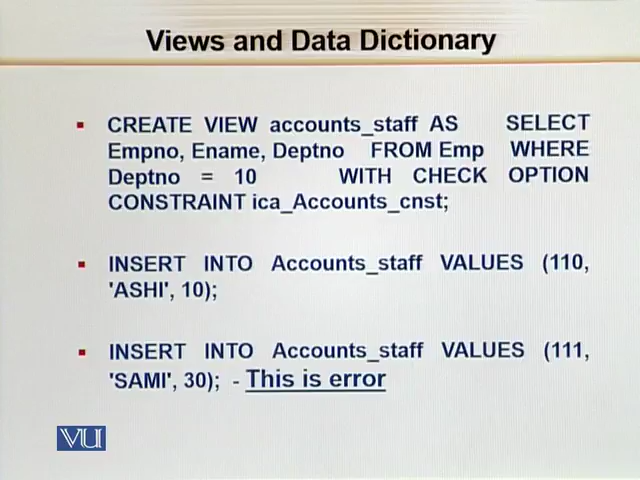 Views and Data Dictionary
CREATE VIEW accounts_staff AS SELECT
Empno, Ename, Deptno FROM Emp WHERE
Deptno = 10 WITH CHECK OPTION
CONSTRAINT ica_Accounts_cnst;
INSERT INTO Accounts_staff VALUES (110,
'ASHI', 10);
INSERT INTO Accounts_staff VALUES (111,
'SAMI', 30); - This is error
VU